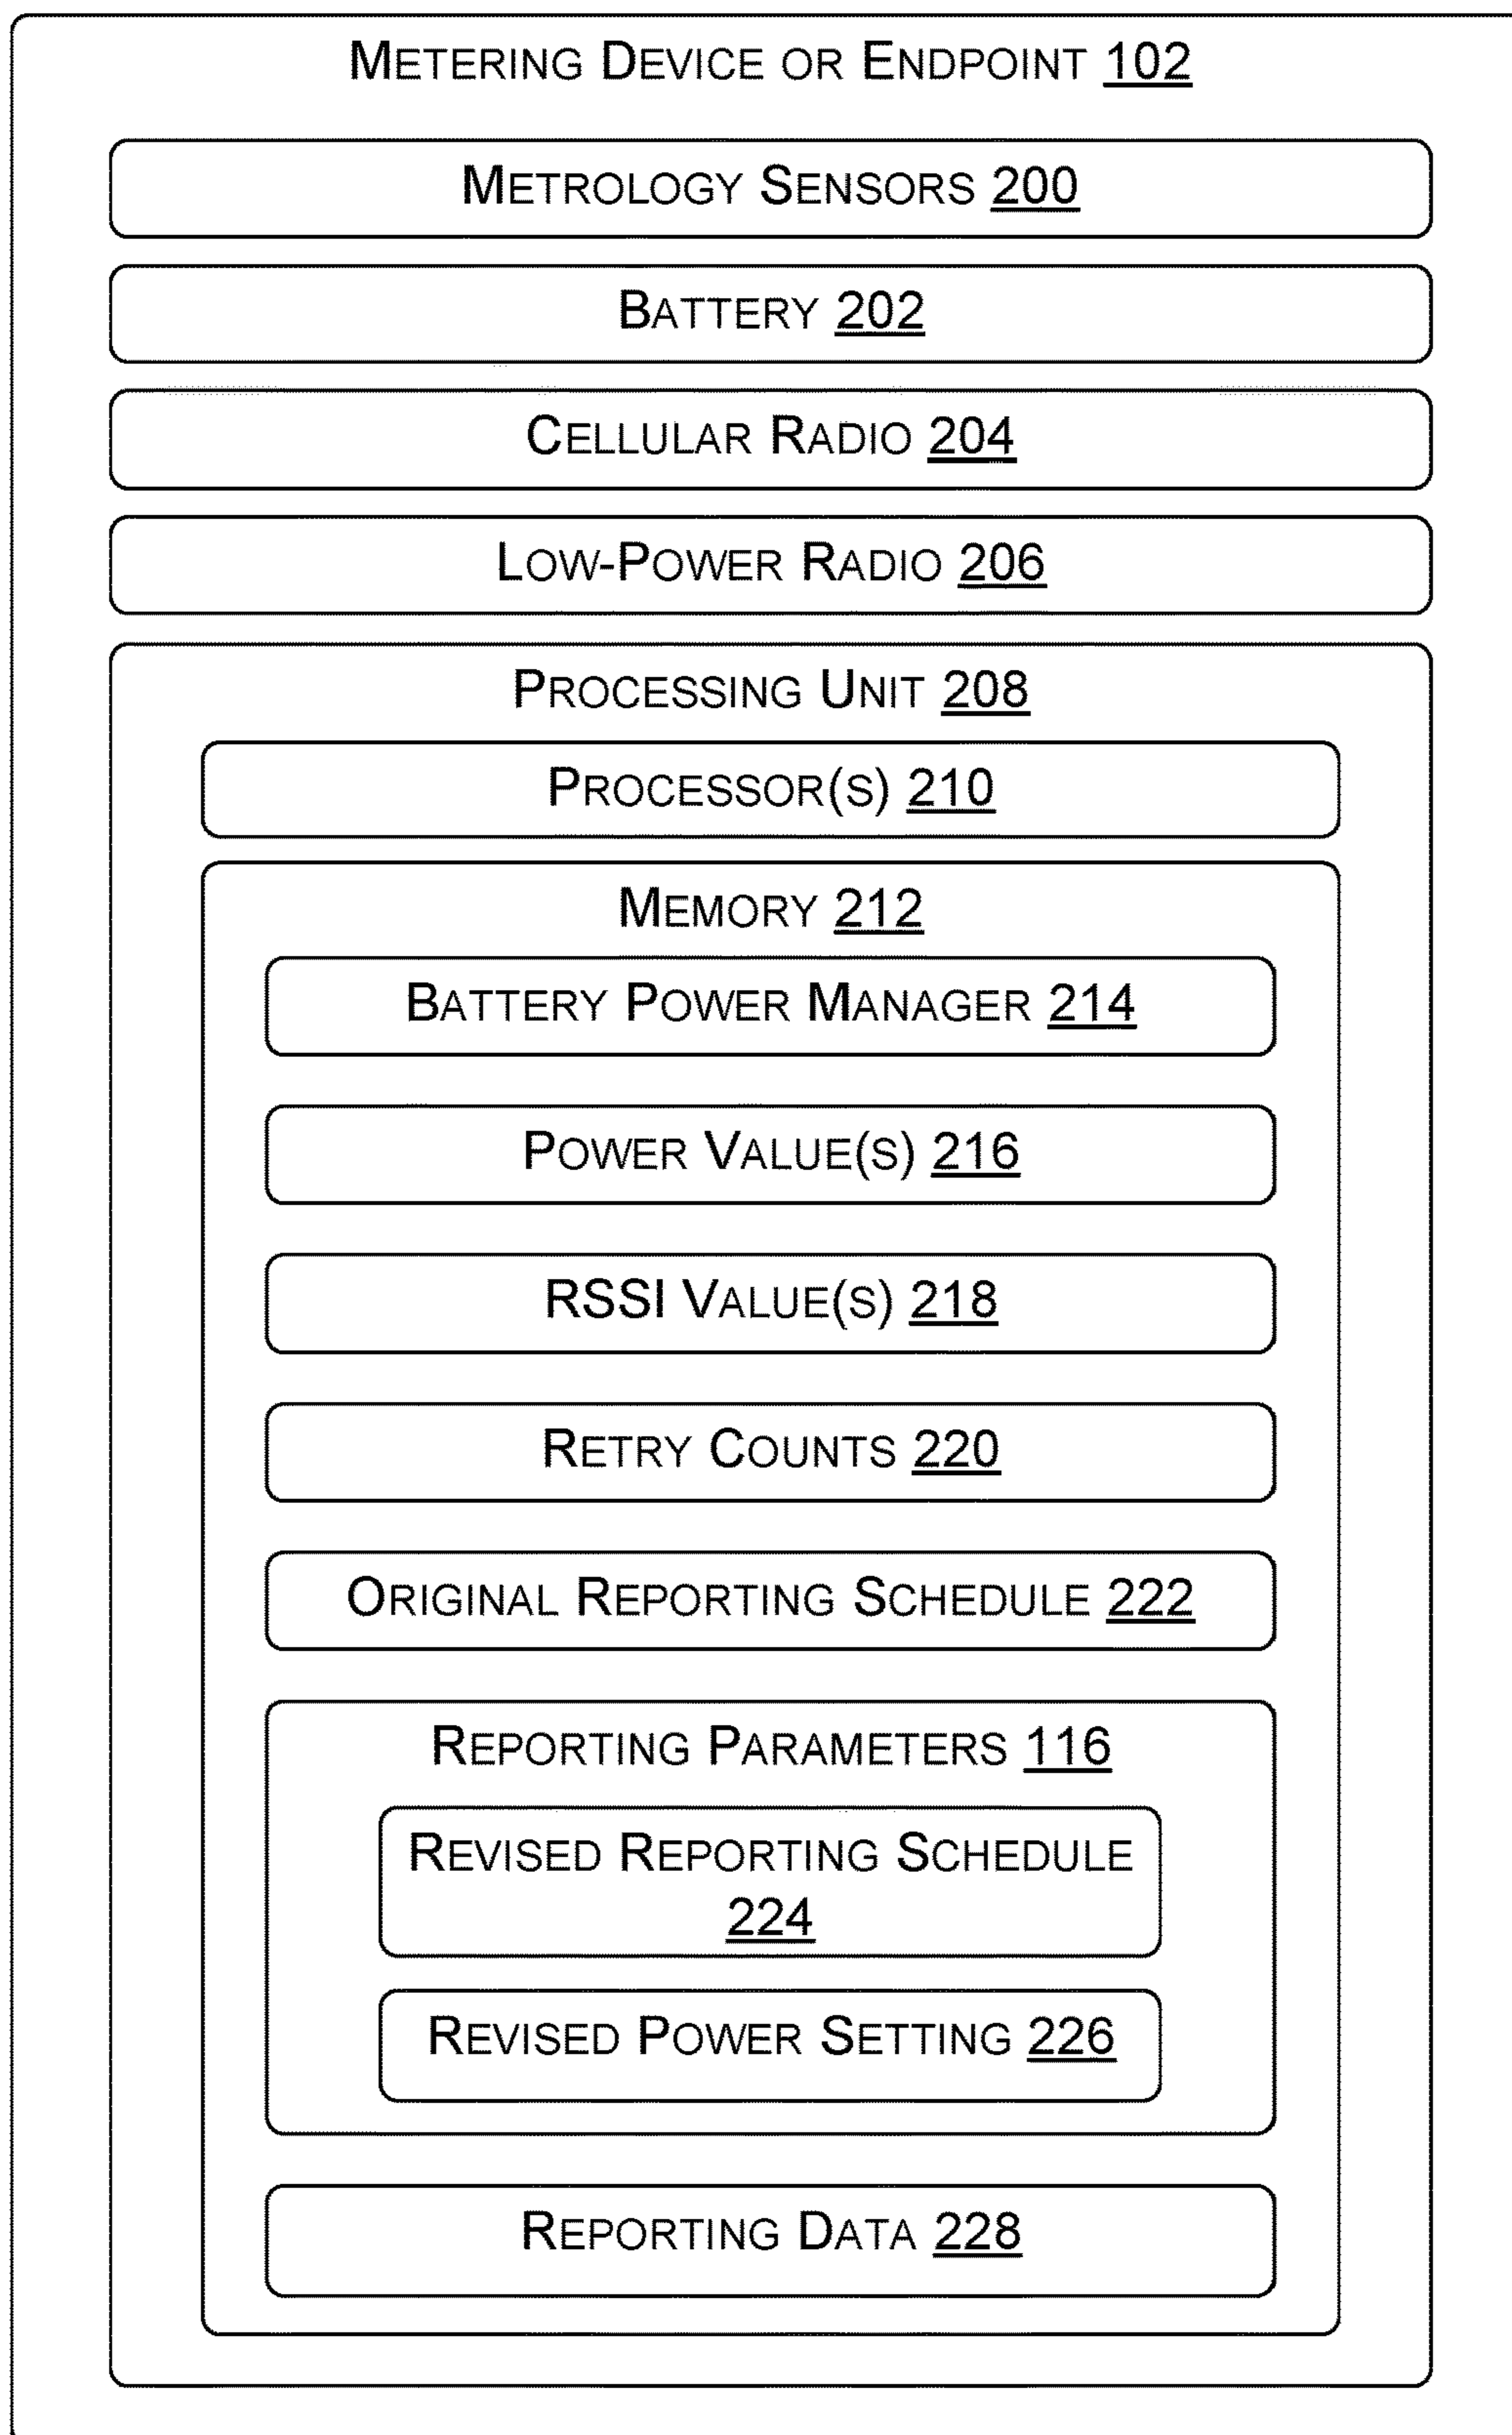 METERING DEVICE OR ENDPOINT 102
METROLOGY SENSORS 200
BATTERY 202
CELLULAR RADIO 204
LOW-POWER RADIO 206
PROCESSING UNIT 208
PROCESSOR(S) 210
MEMORY 212
BATTERY POWER MANAGER 214
POWER VALUE(S) 216
RSSI VALUE(S) 218
RETRY COUNTS 220
ORIGINAL REPORTING SCHEDULE 222
REPORTING PARAMETERS 116
REVISED REPORTING SCHEDULE
224
REVISED POWER SETTING 226
REPORTING DATA 228